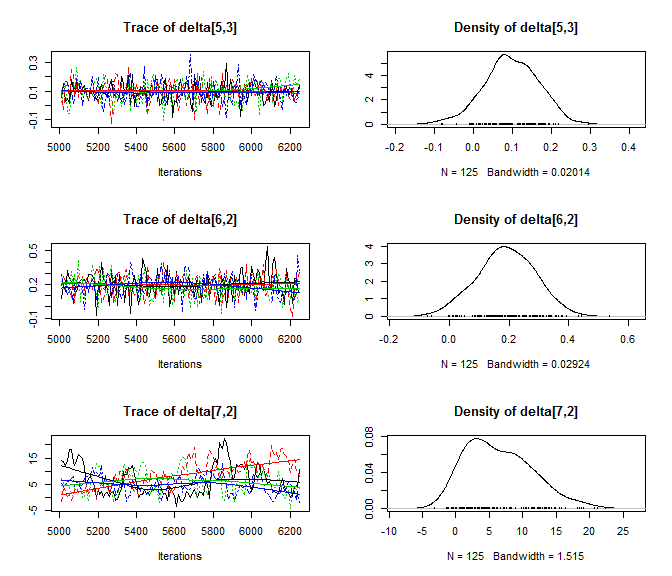 Trace of delta[5,3]
Density of delta[5,3]
-0.1 0.1 0.3
5000 5200 5400 5600 5800 6000 6200
Iterations
0 2 4
-0.2 -0.1 0.0 0.1 0.2 0.3 0.4
N = 125 Bandwidth = 0.02014
Trace of delta[6,2]
Density of delta[6,2]
-0.1 0.2 0.5
5000 5200 5400 5600 5800 6000 6200
Iterations
0 1 2 3 4
-0.2 0.0 0.2 0.4 0.6
N = 125 Bandwidth = 0.02924
Trace of delta[7,2]
Density of delta[7,2]
-5 5 15
5000 5200 5400 5600 5800 6000 6200
Iterations
0.00 0.04 0.08
-10 -5 0 5 10 15 20 25
N = 125 Bandwidth = 1.515